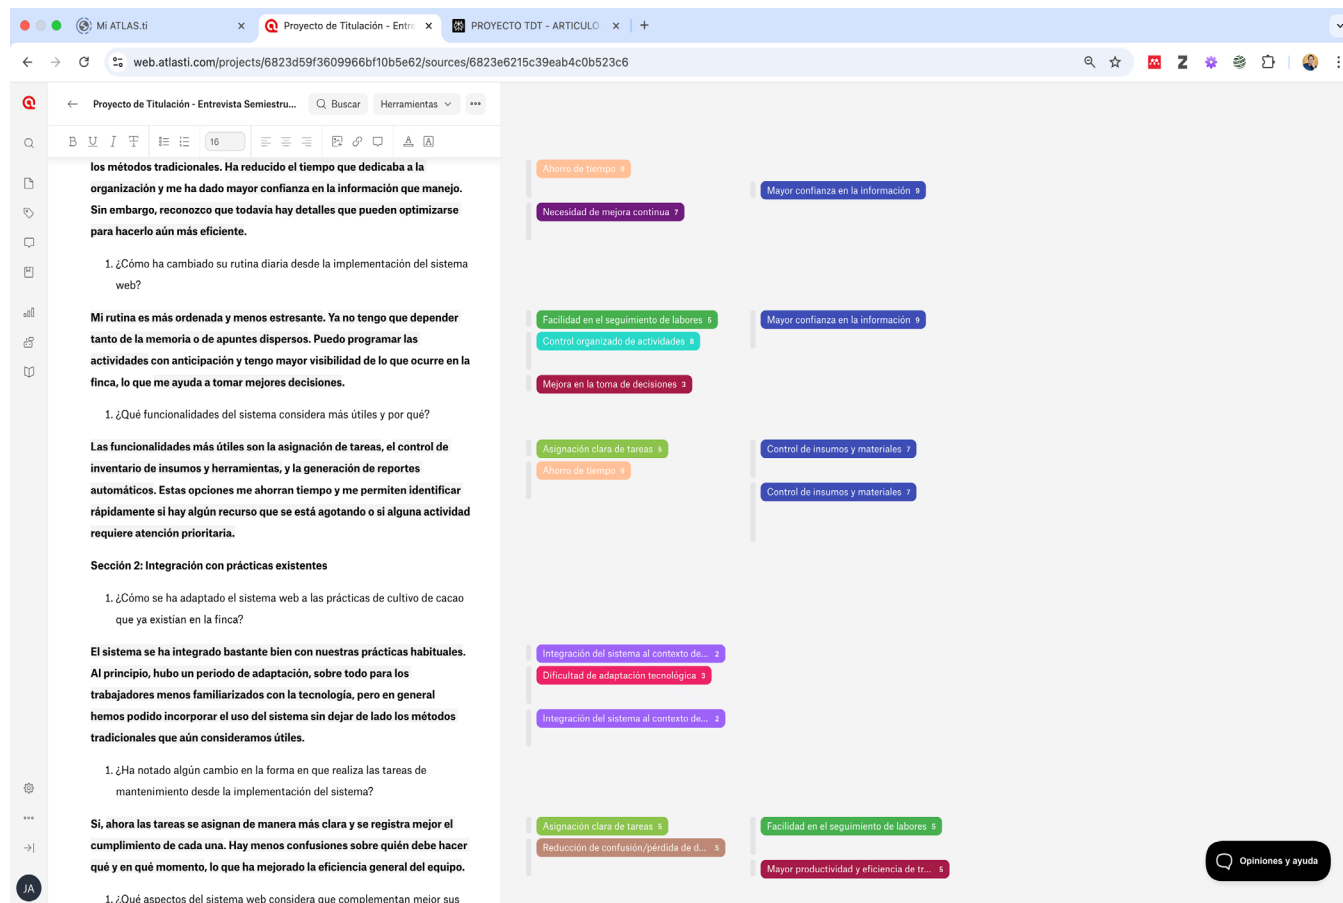 Mi ATLAS.ti
Proyecto de Titulación - Entre
PROYECTO TDT - ARTICULO
web.atlasti.com/projects/6823d59f3609966bf10b5e62/sources/6823e6215c39eab4c0b523c6
Proyecto de Titulación - Entrevista Semiestru...
Buscar
Herramientas
B U I T
16
los métodos tradicionales. Ha reducido el tiempo que dedicaba a la
organización y me ha dado mayor confianza en la información que manejo.
Sin embargo, reconozco que todavía hay detalles que pueden optimizarse
para hacerlo aún más eficiente.
1. ¿Cómo ha cambiado su rutina diaria desde la implementación del sistema
web?
Mi rutina es más ordenada y menos estresante. Ya no tengo que depender
tanto de la memoria o de apuntes dispersos. Puedo programar las
actividades con anticipación y tengo mayor visibilidad de lo que ocurre en la
finca, lo que me ayuda a tomar mejores decisiones.
1. ¿Qué funcionalidades del sistema considera más útiles y por qué?
Las funcionalidades más útiles son la asignación de tareas, el control de
inventario de insumos y herramientas, y la generación de reportes
automáticos. Estas opciones me ahorran tiempo y me permiten identificar
rápidamente si hay algún recurso que se está agotando o si alguna actividad
requiere atención prioritaria.
Sección 2: Integración con prácticas existentes
1. ¿Cómo se ha adaptado el sistema web a las prácticas de cultivo de cacao
que ya existían en la finca?
El sistema se ha integrado bastante bien con nuestras prácticas habituales.
Al principio, hubo un periodo de adaptación, sobre todo para los
trabajadores menos familiarizados con la tecnología, pero en general
hemos podido incorporar el uso del sistema sin dejar de lado los métodos
tradicionales que aún consideramos útiles.
1. ¿Ha notado algún cambio en la forma en que realiza las tareas de
mantenimiento desde la implementación del sistema?
Sí, ahora las tareas se asignan de manera más clara y se registra mejor el
cumplimiento de cada una. Hay menos confusiones sobre quién debe hacer
qué y en qué momento, lo que ha mejorado la eficiencia general del equipo.
1. ¿Qué aspectos del sistema web considera que complementan mejor sus
Ahorro de tiempo 9
Mayor confianza en la información 9
Necesidad de mejora continua 7
Facilidad en el seguimiento de labores 5
Mayor confianza en la información 9
Control organizado de actividades 8
Mejora en la toma de decisiones 3
Asignación clara de tareas 5
Control de insumos y materiales 7
Ahorro de tiempo 9
Control de insumos y materiales 7
Integración del sistema al contexto de... 2
Dificultad de adaptación tecnológica 3
Integración del sistema al contexto de... 2
Asignación clara de tareas 5
Facilidad en el seguimiento de labores 5
Reducción de confusión/pérdida de d... 5
Mayor productividad y eficiencia de tr... 5
Opiniones y ayuda
JA